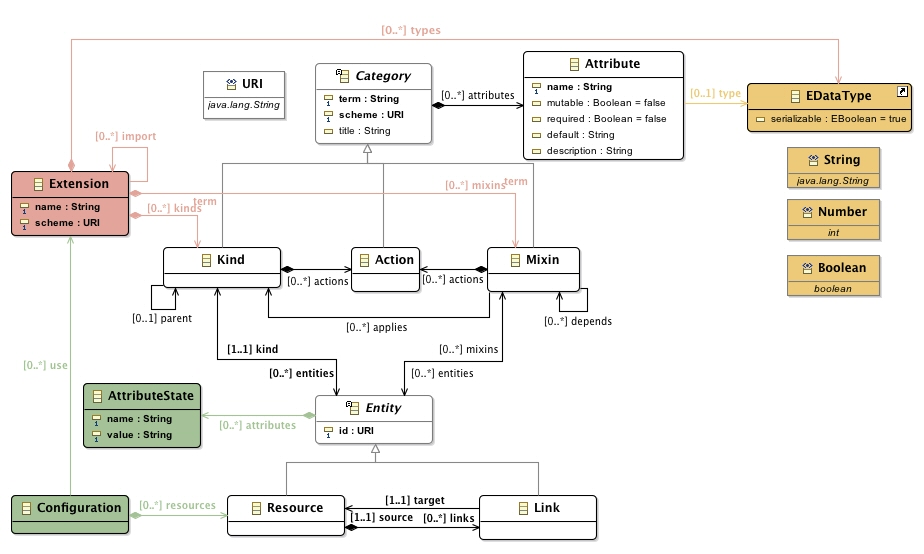 [0..*] types
URI
java.lang.String
Category
term : String
scheme : URI
title : String
[0..*] attributes
Attribute
name : String
mutable : Boolean = false
required : Boolean = false
default : String
description : String
[0..1] type
EDataType
serializable : EBoolean = true
String
java.lang.String
Number
int
Boolean
boolean
[0..*] import
Extension
name : String
scheme : URI
[0..*] mixins
term
[0..*] kinds
term
Kind
[0..*] actions
Action
[0..*] actions
Mixin
[0..1] parent
[0..*] applies
[0..*] depends
[1..1] kind
[0..*] entities
[0..*] mixins
[0..*] entities
[0..*] use
AttributeState
name : String
value : String
[0..*] attributes
Entity
id : URI
Configuration
[0..*] resources
Resource
[1..1] target
[1..1] source
[0..*] links
Link